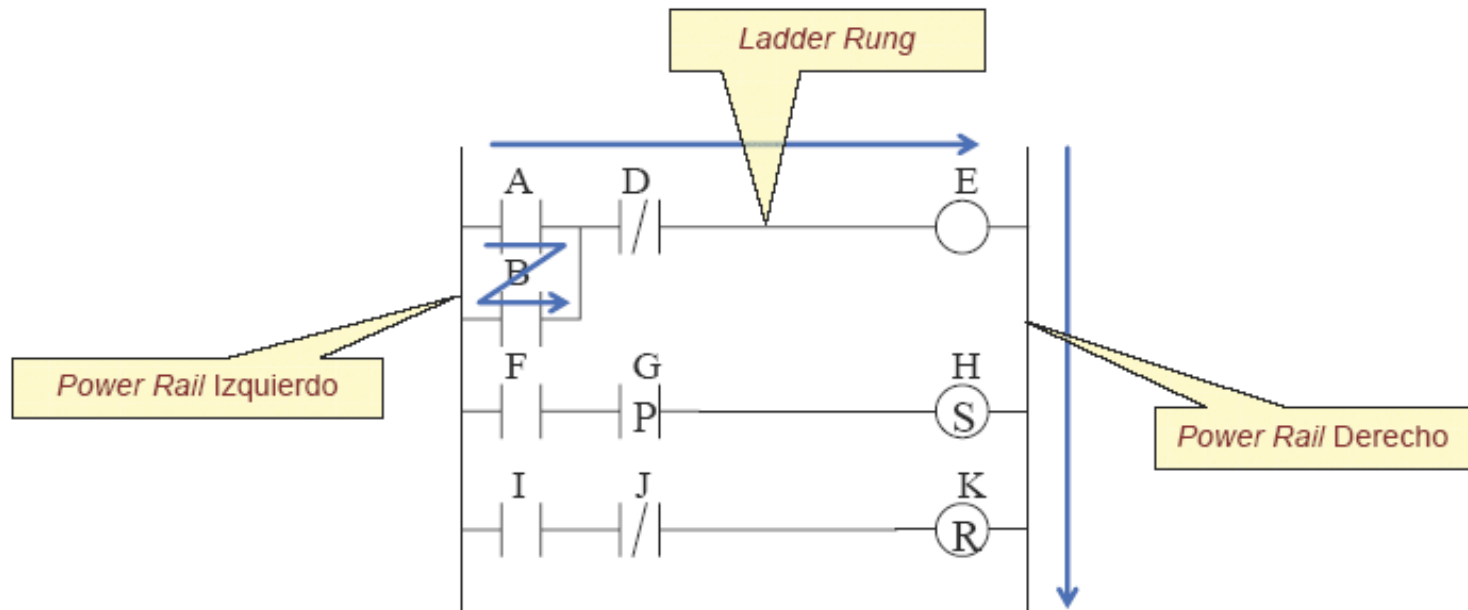 Ladder Rung
A D E
B
Power Rail Izquierdo
F G H
P S
Power Rail Derecho
I J K
R